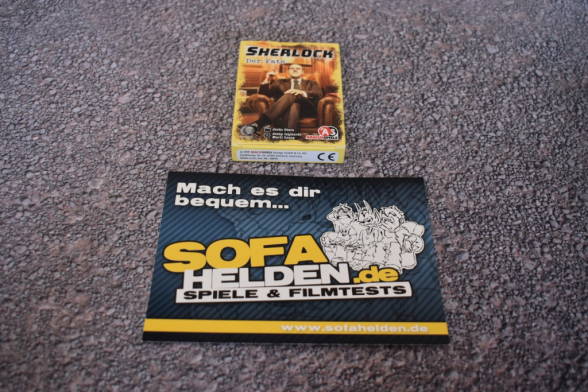 SHERLOCK
Der Pate
Mach es dir
bequem...
SOFA
HELDEN.de
SPIELE & FILMTESTS
www.sofahelden.de